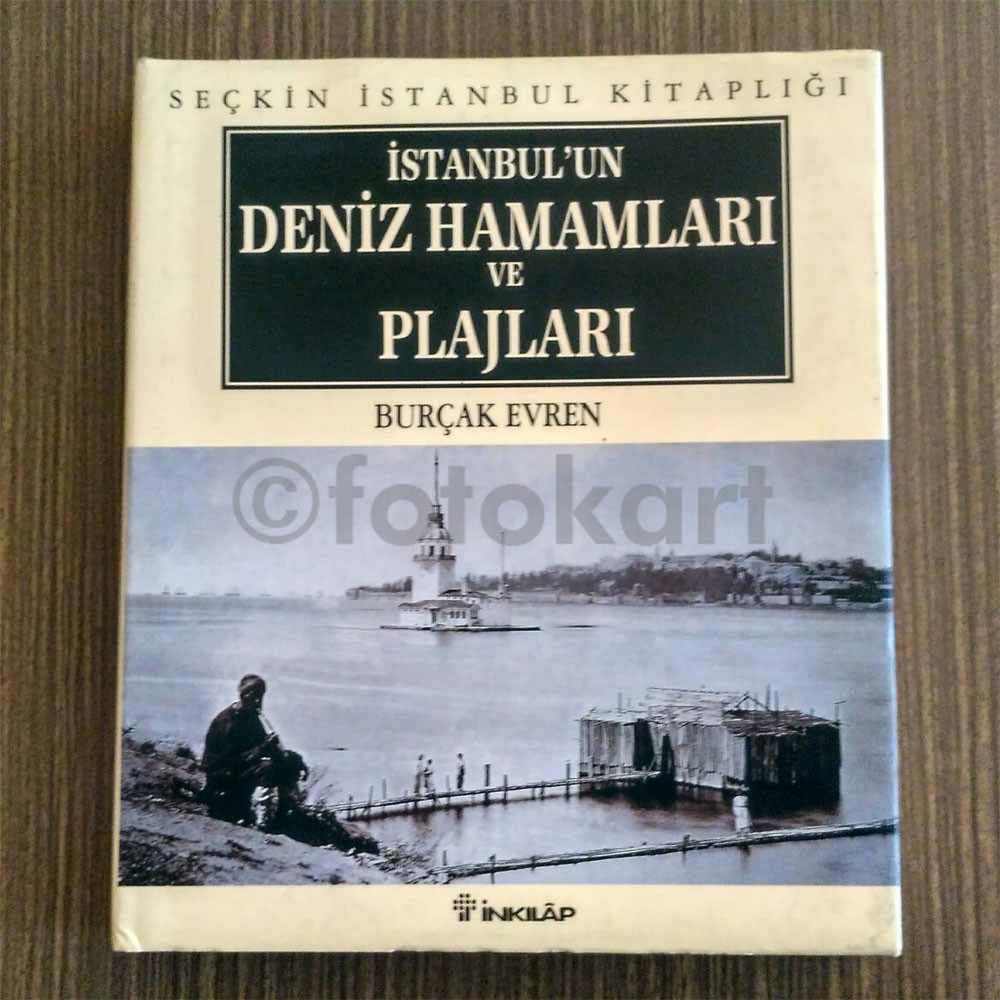 SEÇKİN İSTANBUL KİTAPLIĞI
İSTANBUL'UN
DENİZ HAMAMLARI
VE
PLAJLARI
BURÇAK EVREN
©fotokart
İNKILÂP